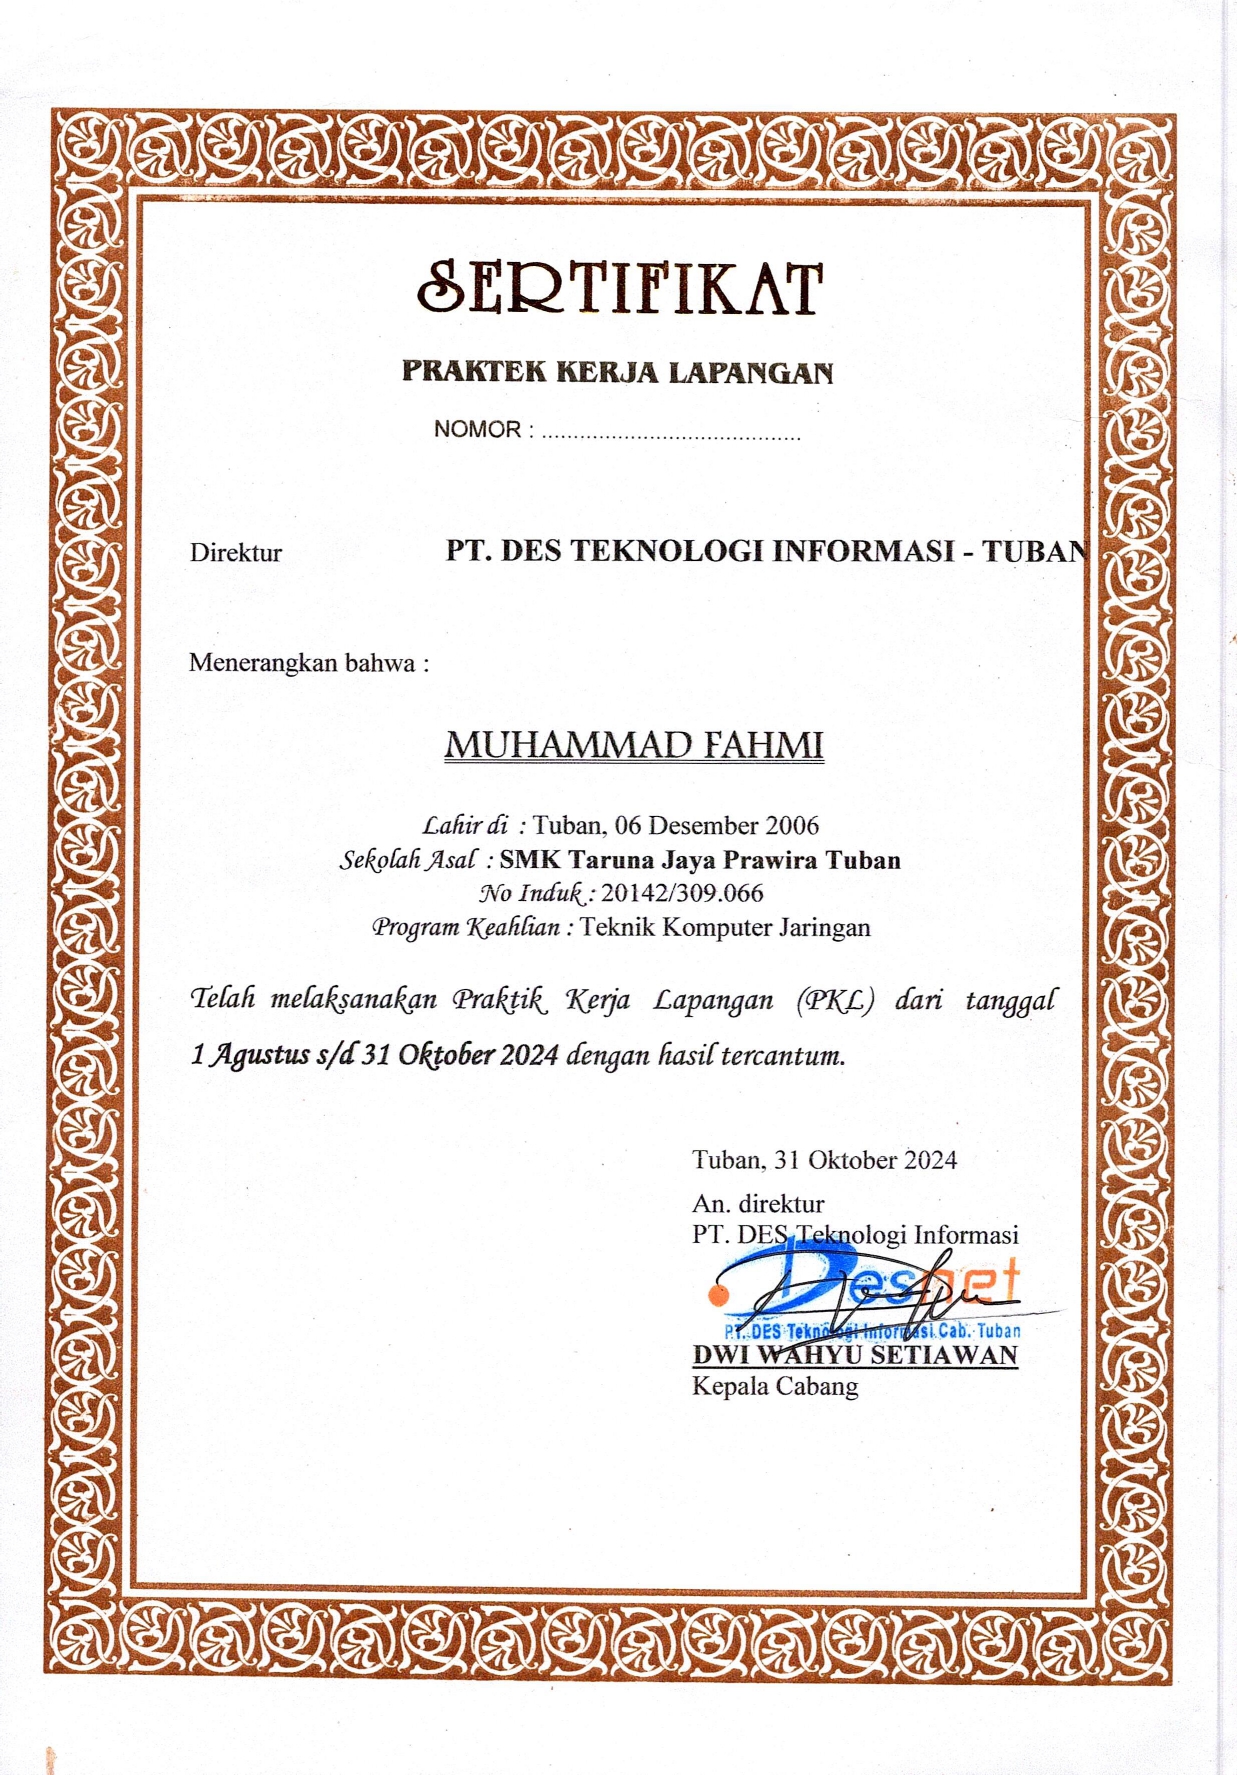 SERTIFIKAT
PRAKTEK KERJA LAPANGAN
NOMOR : ........................................
Direktur PT. DES TEKNOLOGI INFORMASI - TUBAN
Menerangkan bahwa :
MUHAMMAD FAHMI
Lahir di : Tuban, 06 Desember 2006
Sekolah Asal : SMK Taruna Jaya Prawira Tuban
No Induk : 20142/309.066
Program Keahlian : Teknik Komputer Jaringan
Telah melaksanakan Praktik Kerja Lapangan (PKL) dari tanggal
1 Agustus s/d 31 Oktober 2024 dengan hasil tercantum.
Tuban, 31 Oktober 2024
An. direktur
PT. DES Teknologi Informasi
Desnet
PT. DES Teknologi Informasi Cab. Tuban
DWI WAHYU SETIAWAN
Kepala Cabang